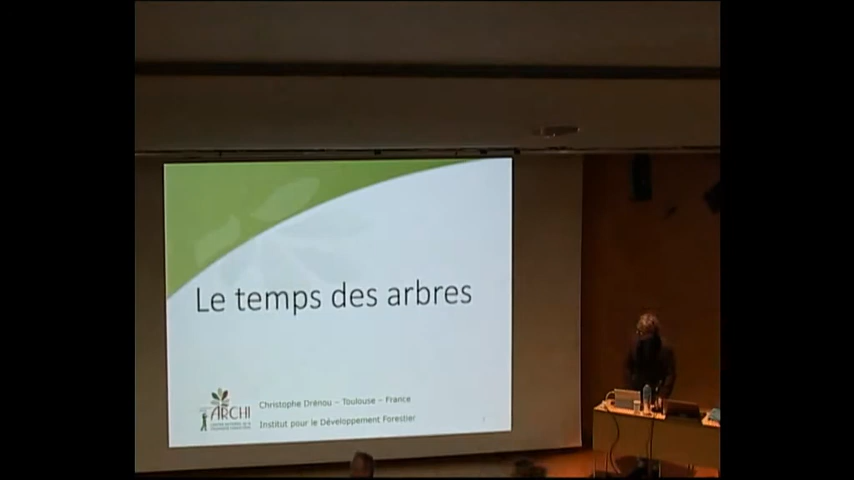 Le temps des arbres
ARCHI
Christophe Drénou – Toulouse – France
Institut pour le Développement Forestier